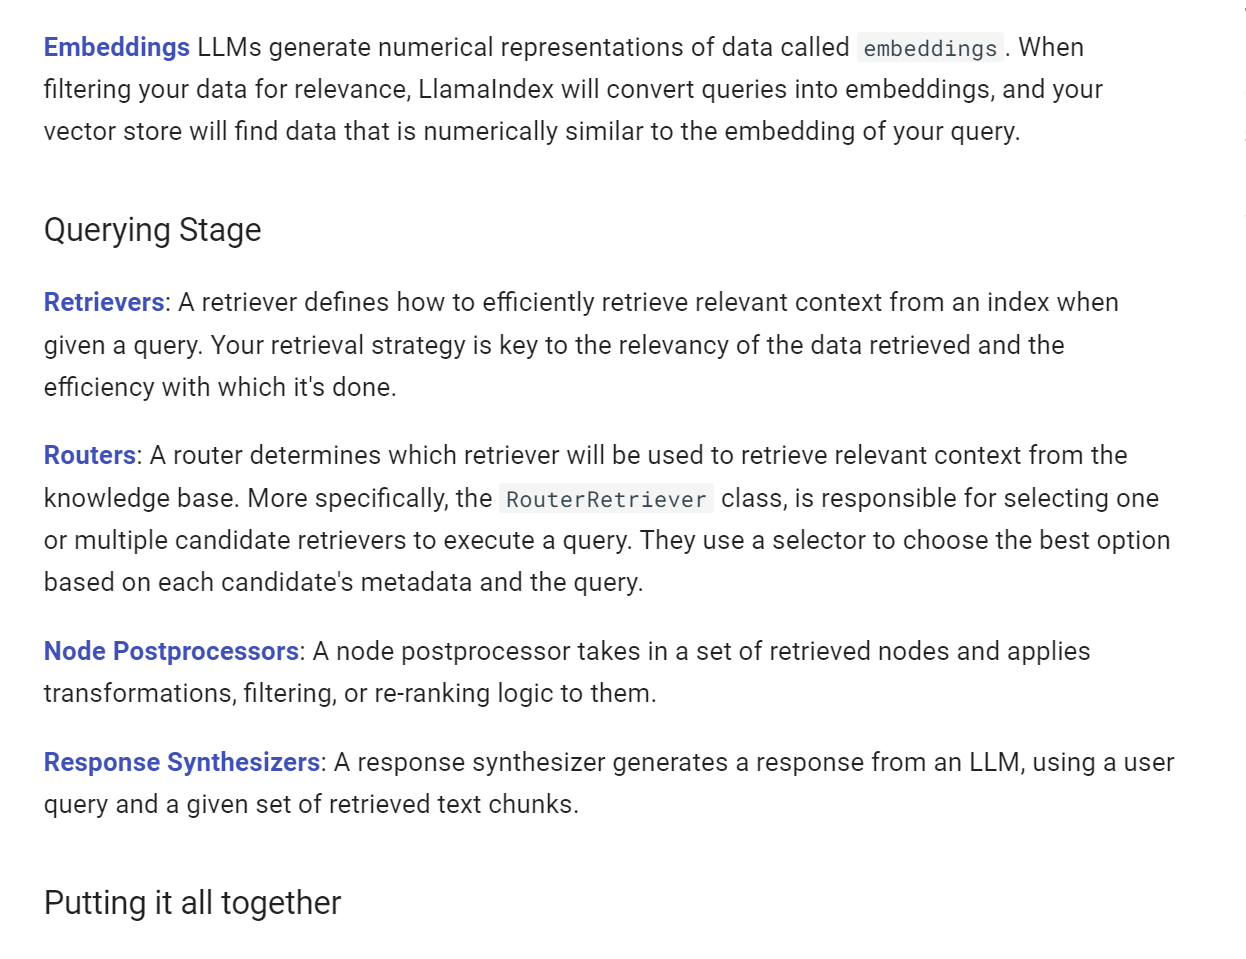 Embeddings LLMs generate numerical representations of data called embeddings. When
filtering your data for relevance, LlamaIndex will convert queries into embeddings, and your
vector store will find data that is numerically similar to the embedding of your query.
Querying Stage
Retrievers: A retriever defines how to efficiently retrieve relevant context from an index when
given a query. Your retrieval strategy is key to the relevancy of the data retrieved and the
efficiency with which it's done.
Routers: A router determines which retriever will be used to retrieve relevant context from the
knowledge base. More specifically, the RouterRetriever class, is responsible for selecting one
or multiple candidate retrievers to execute a query. They use a selector to choose the best option
based on each candidate's metadata and the query.
Node Postprocessors: A node postprocessor takes in a set of retrieved nodes and applies
transformations, filtering, or re-ranking logic to them.
Response Synthesizers: A response synthesizer generates a response from an LLM, using a user
query and a given set of retrieved text chunks.
Putting it all together